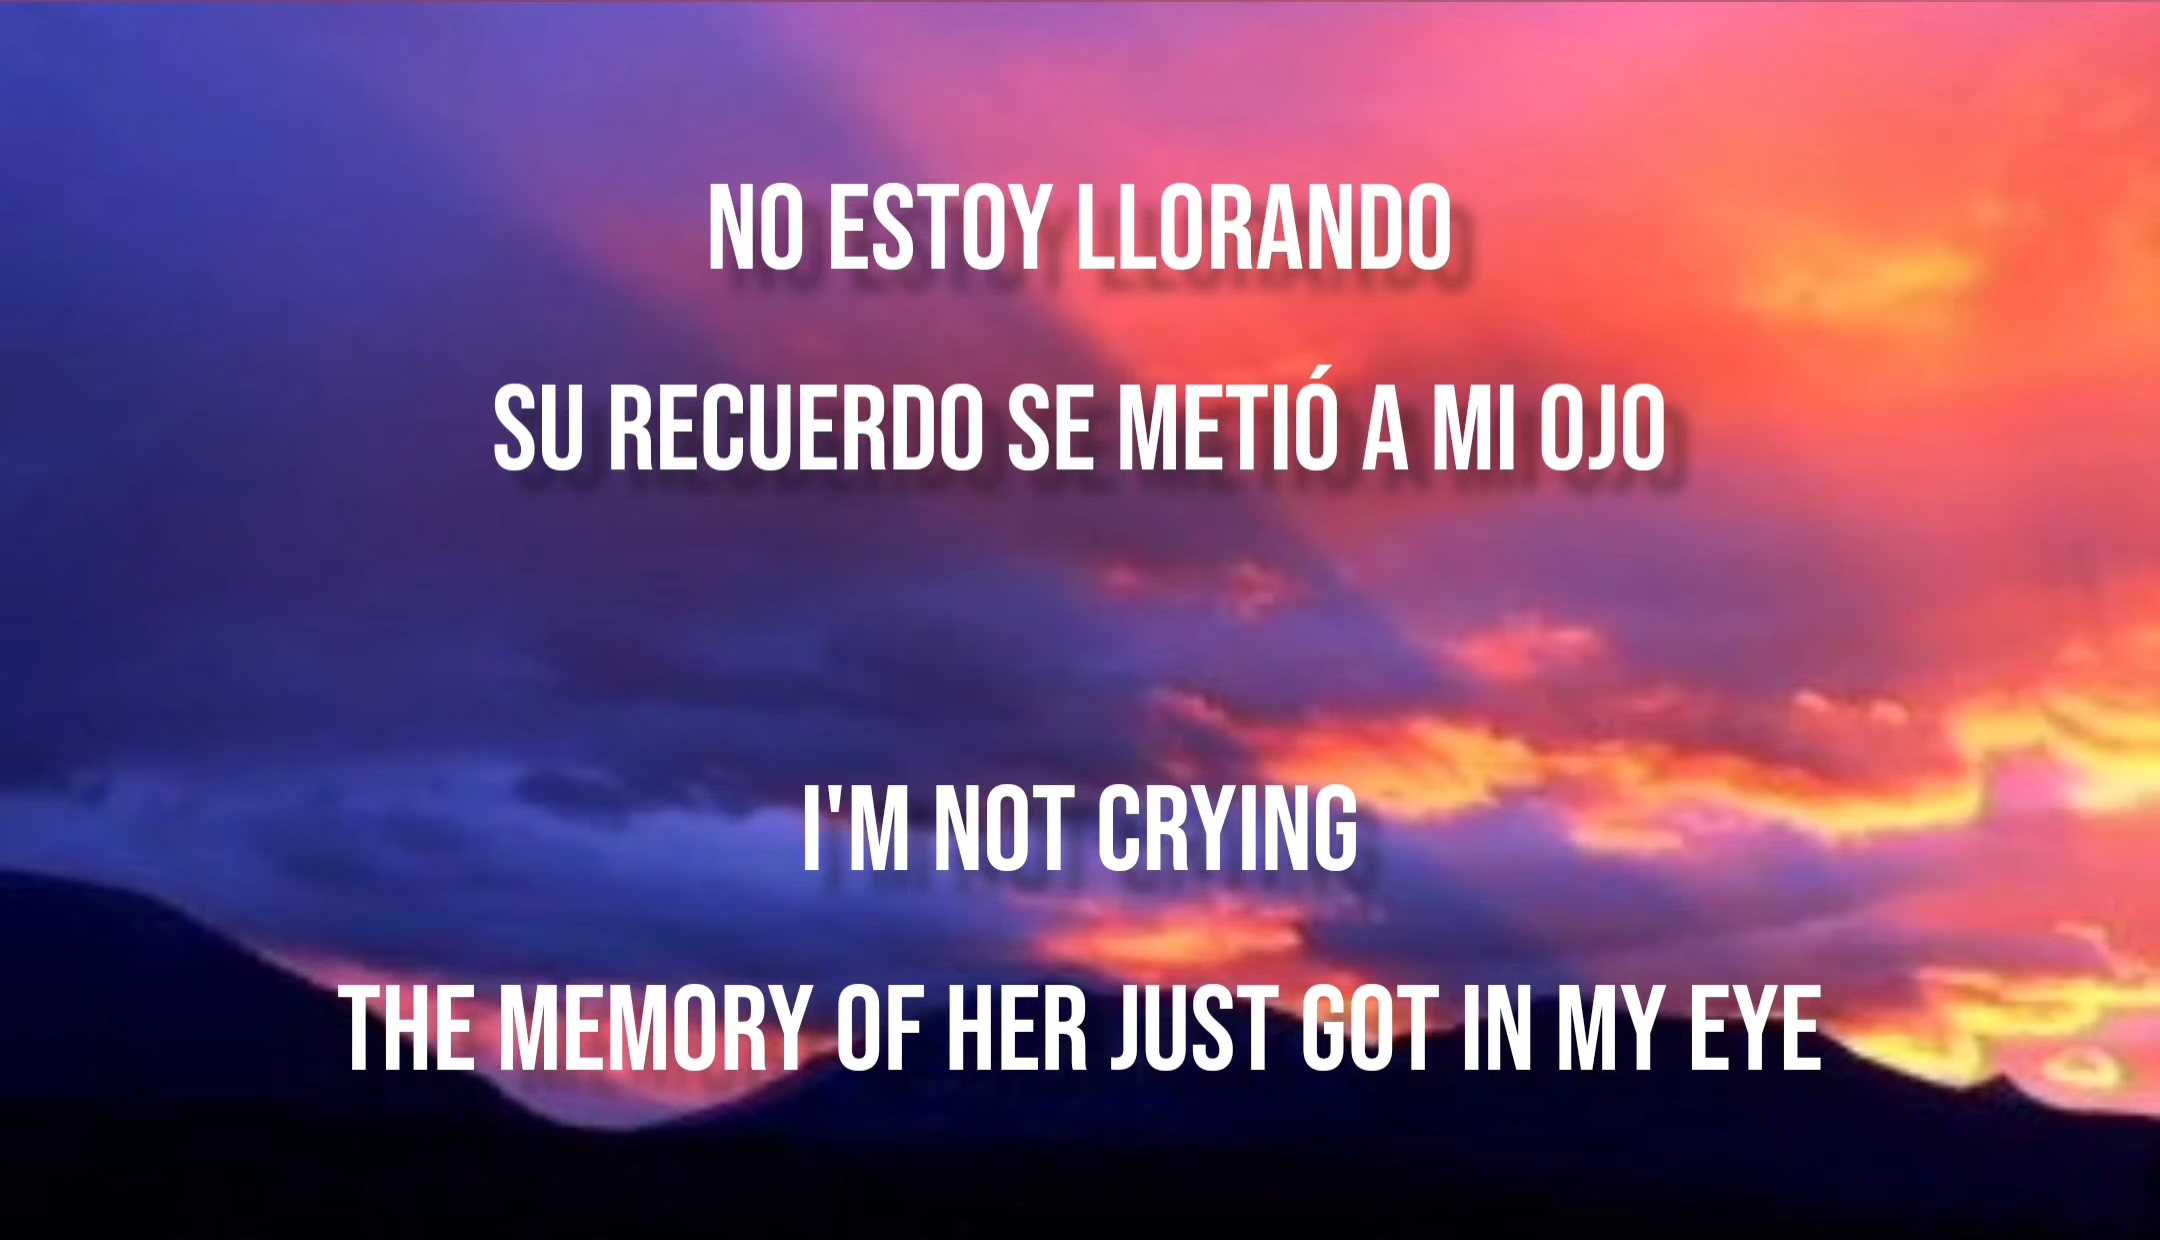 NO ESTOY LLORANDO
SU RECUERDO SE METIÓ A MI OJO
I'M NOT CRYING
THE MEMORY OF HER JUST GOT IN MY EYE